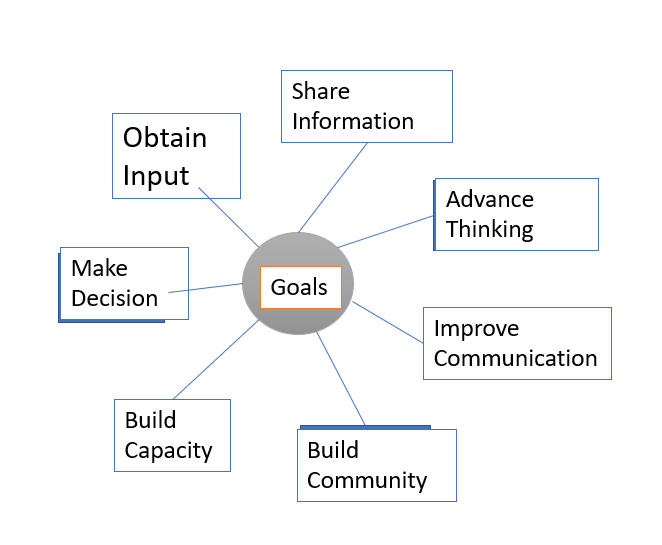 Share
Information
Obtain
Input
Advance
Thinking
Make
Decision
Goals
Improve
Communication
Build
Capacity
Build
Community